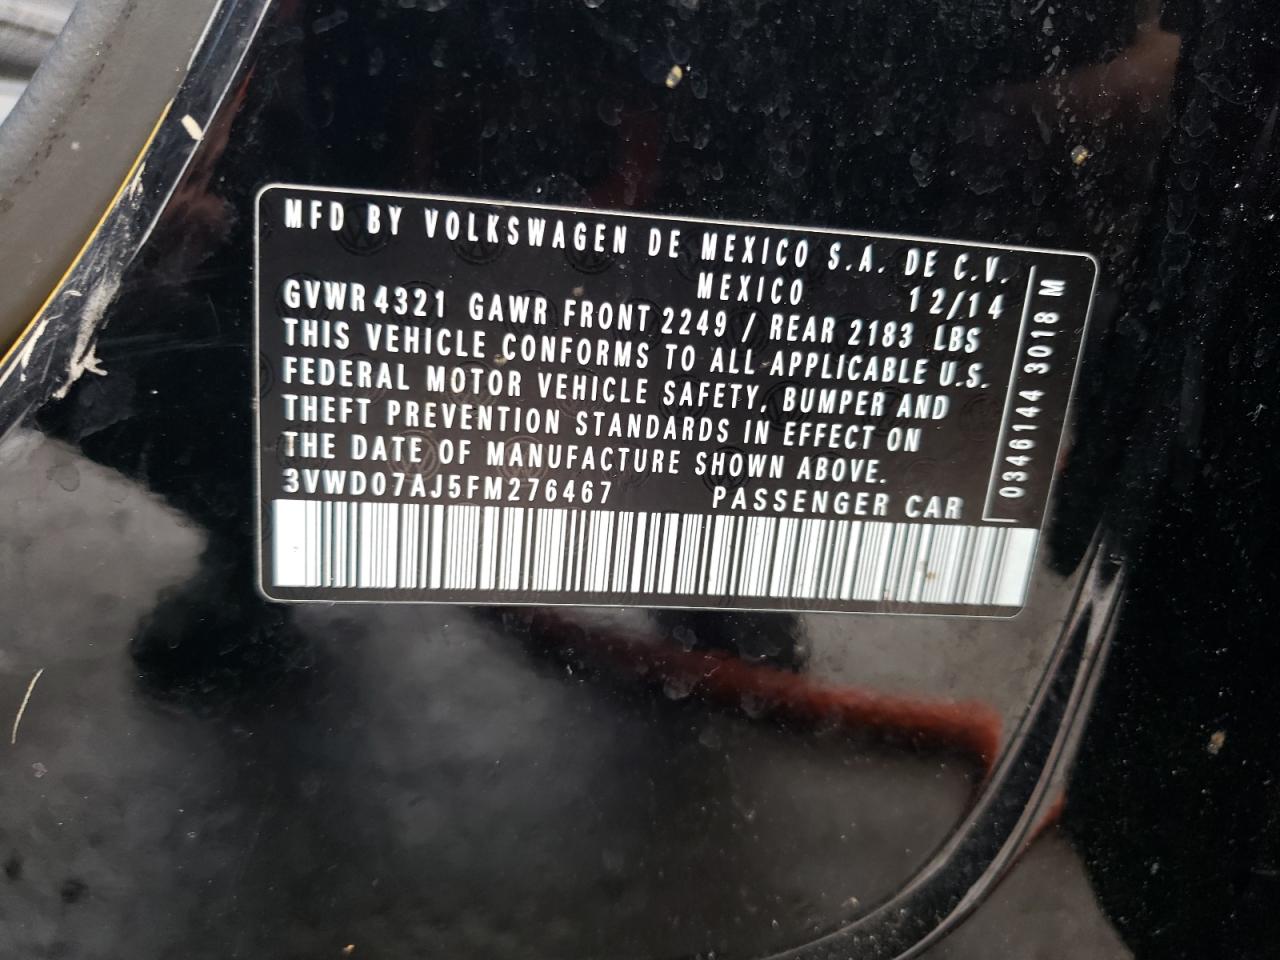 MFD BY VOLKSWAGEN DE MEXICO S.A. DE C.V.
MEXICO 12/14
GVWR 4321 GAWR FRONT 2249 / REAR 2183 LBS
THIS VEHICLE CONFORMS TO ALL APPLICABLE U.S.
FEDERAL MOTOR VEHICLE SAFETY, BUMPER AND
THEFT PREVENTION STANDARDS IN EFFECT ON
THE DATE OF MANUFACTURE SHOWN ABOVE.
3VWD07AJ5FM276467 PASSENGER CAR
0346144 3018 M